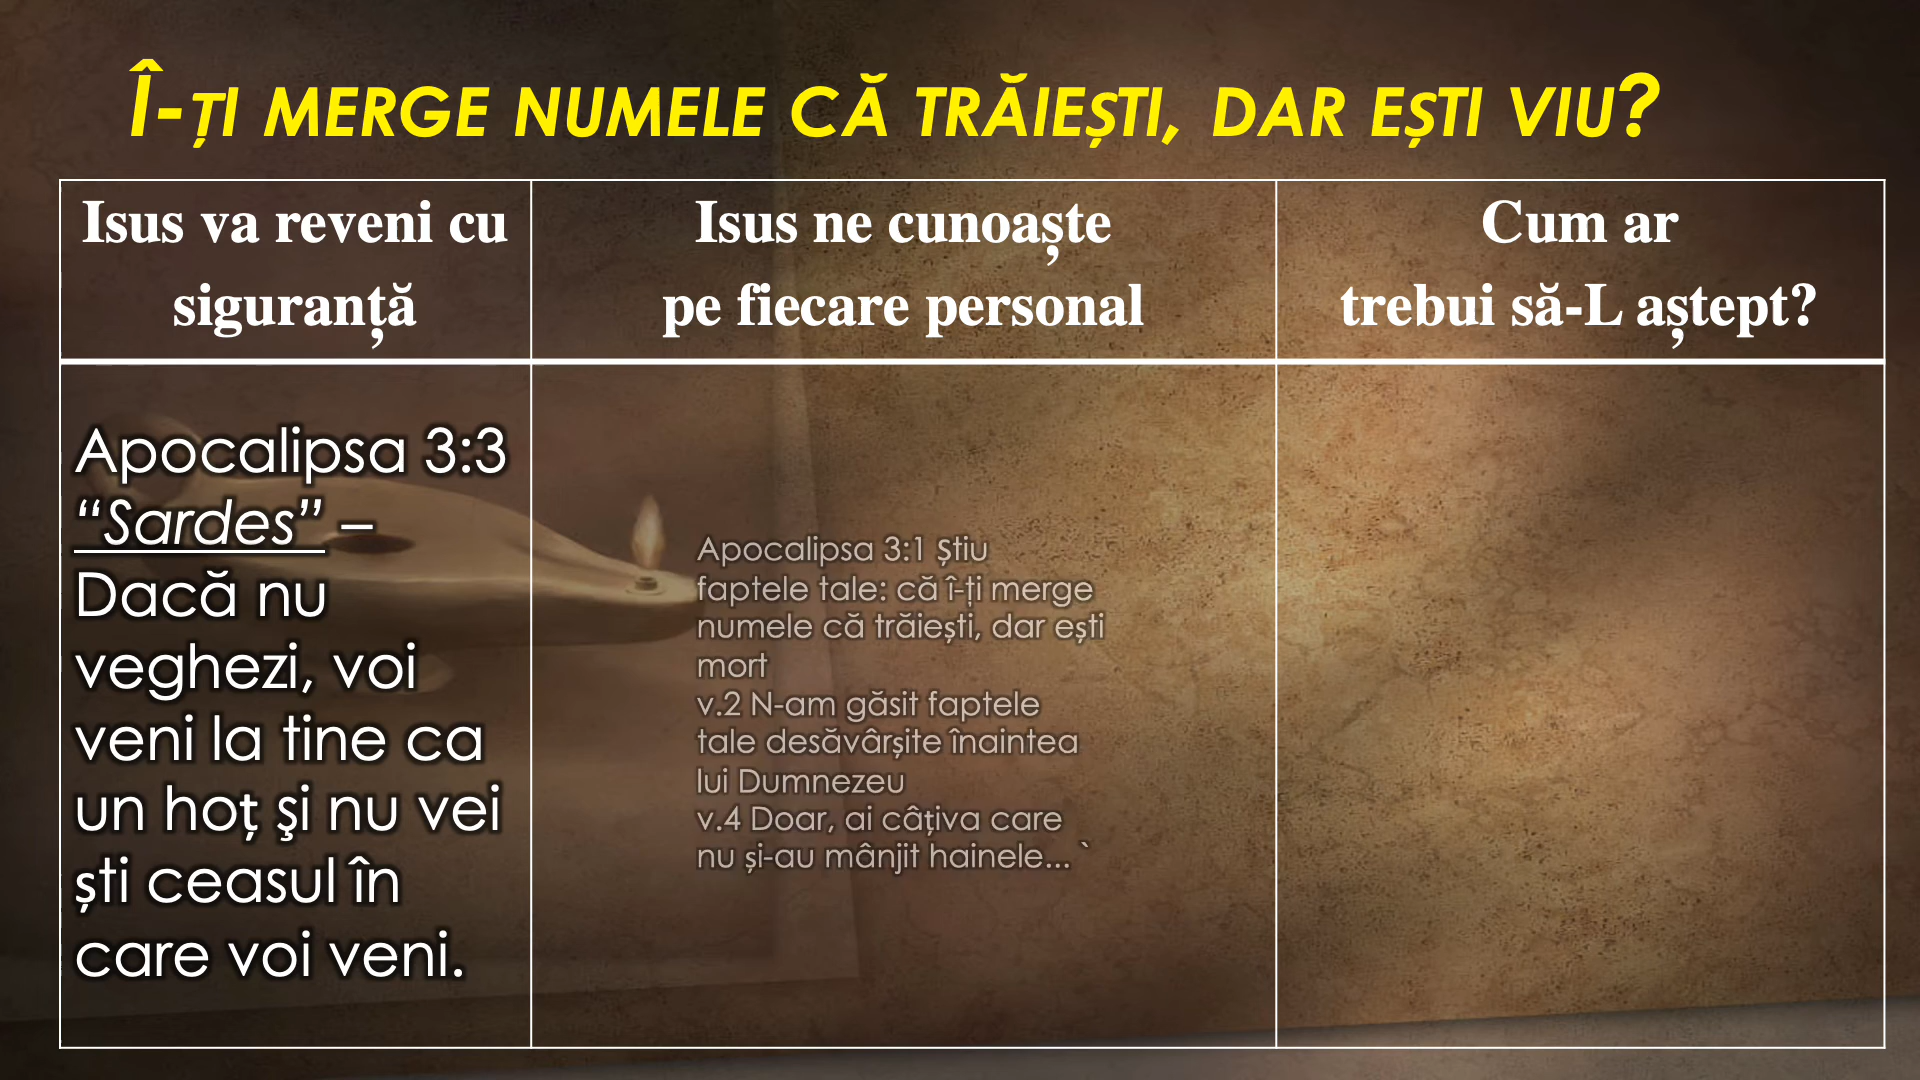 Î-ȚI MERGE NUMELE CĂ TRĂIEȘTI, DAR EȘTI VIU?
Isus va reveni cu
siguranță
Isus ne cunoaște
pe fiecare personal
Cum ar
trebui să-L aștept?
Apocalipsa 3:3
“Sardes” –
Dacă nu
veghezi, voi
veni la tine ca
un hoț şi nu vei
ști ceasul în
care voi veni.
Apocalipsa 3:1 Știu
faptele tale: că î-ți merge
numele că trăiești, dar ești
mort
v.2 N-am găsit faptele
tale desăvârșite înaintea
lui Dumnezeu
v.4 Doar, ai câțiva care
nu și-au mânjit hainele... `